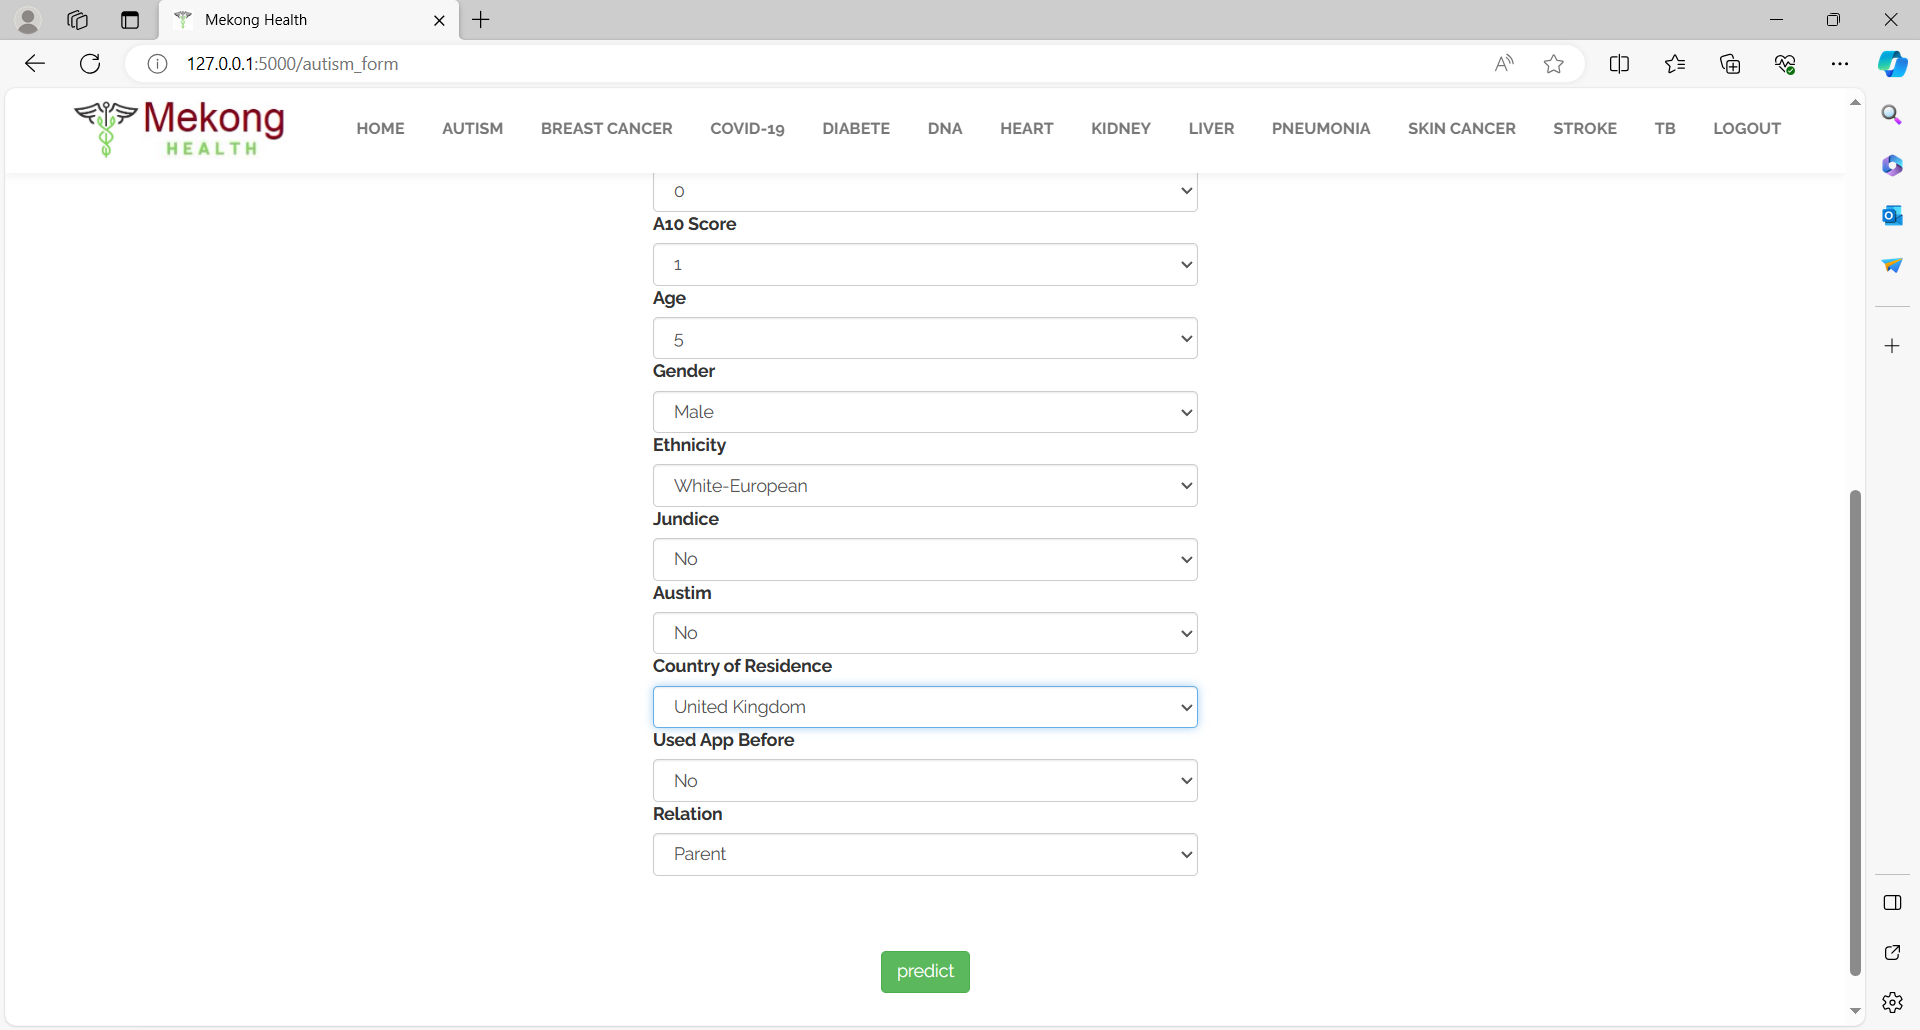 Mekong Health
127.0.0.1:5000/autism_form
Mekong
HEALTH
HOME AUTISM BREAST CANCER COVID-19 DIABETE DNA HEART KIDNEY LIVER PNEUMONIA SKIN CANCER STROKE TB LOGOUT
0
A10 Score
1
Age
5
Gender
Male
Ethnicity
White-European
Jundice
No
Austim
No
Country of Residence
United Kingdom
Used App Before
No
Relation
Parent
predict